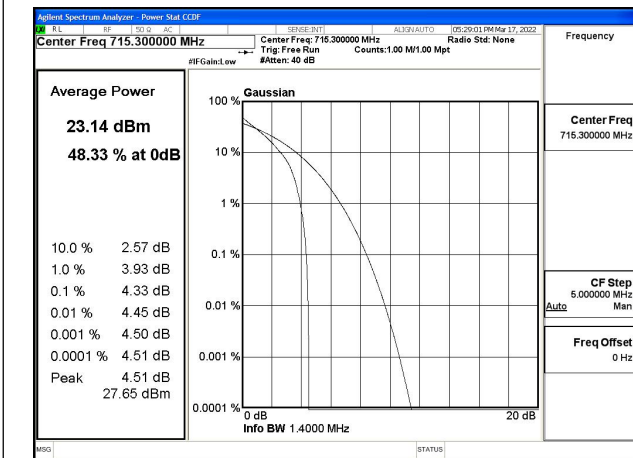 Agilent Spectrum Analyzer - Power Stat CCDF
RL RF 50 Ω AC SENSE:INT ALIGN AUTO 05:29:01 PM Mar 17, 2022
Center Freq 715.300000 MHz
Center Freq: 715.300000 MHz Radio Std: None
Trig: Free Run Counts:1.00 M/1.00 Mpt
#IFGain:Low #Atten: 40 dB
Frequency
Average Power
23.14 dBm
48.33 % at 0dB
10.0 % 2.57 dB
1.0 % 3.93 dB
0.1 % 4.33 dB
0.01 % 4.45 dB
0.001 % 4.50 dB
0.0001 % 4.51 dB
Peak 4.51 dB
27.65 dBm
Gaussian
100 %
10 %
1 %
0.1 %
0.01 %
0.001 %
0.0001 %
0 dB 20 dB
Info BW 1.4000 MHz
Center Freq
715.300000 MHz
CF Step
5.000000 MHz
Auto Man
Freq Offset
0 Hz
MSG STATUS